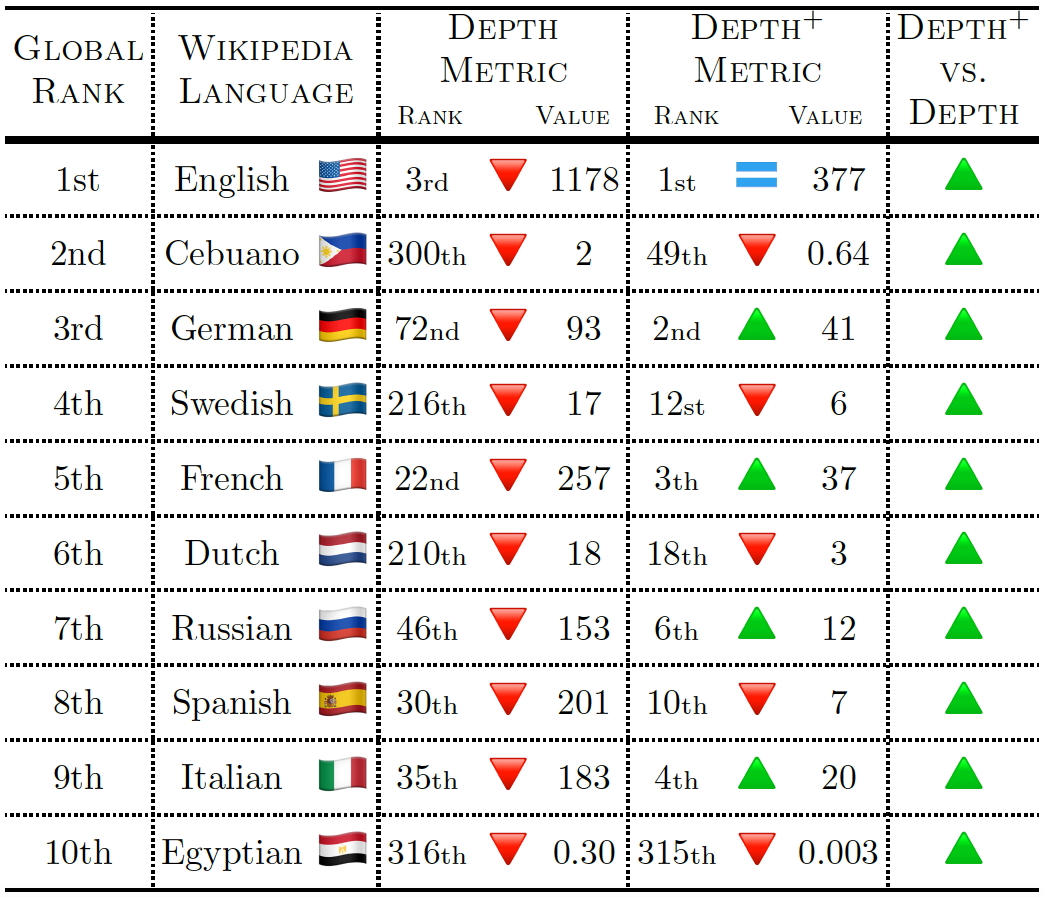 GLOBAL RANK WIKIPEDIA LANGUAGE DEPTH METRIC DEPTH+ METRIC DEPTH+ VS. DEPTH
RANK VALUE RANK VALUE
1st English 3rd 1178 1st 377
2nd Cebuano 300th 2 49th 0.64
3rd German 72nd 93 2nd 41
4th Swedish 216th 17 12st 6
5th French 22nd 257 3th 37
6th Dutch 210th 18 18th 3
7th Russian 46th 153 6th 12
8th Spanish 30th 201 10th 7
9th Italian 35th 183 4th 20
10th Egyptian 316th 0.30 315th 0.003